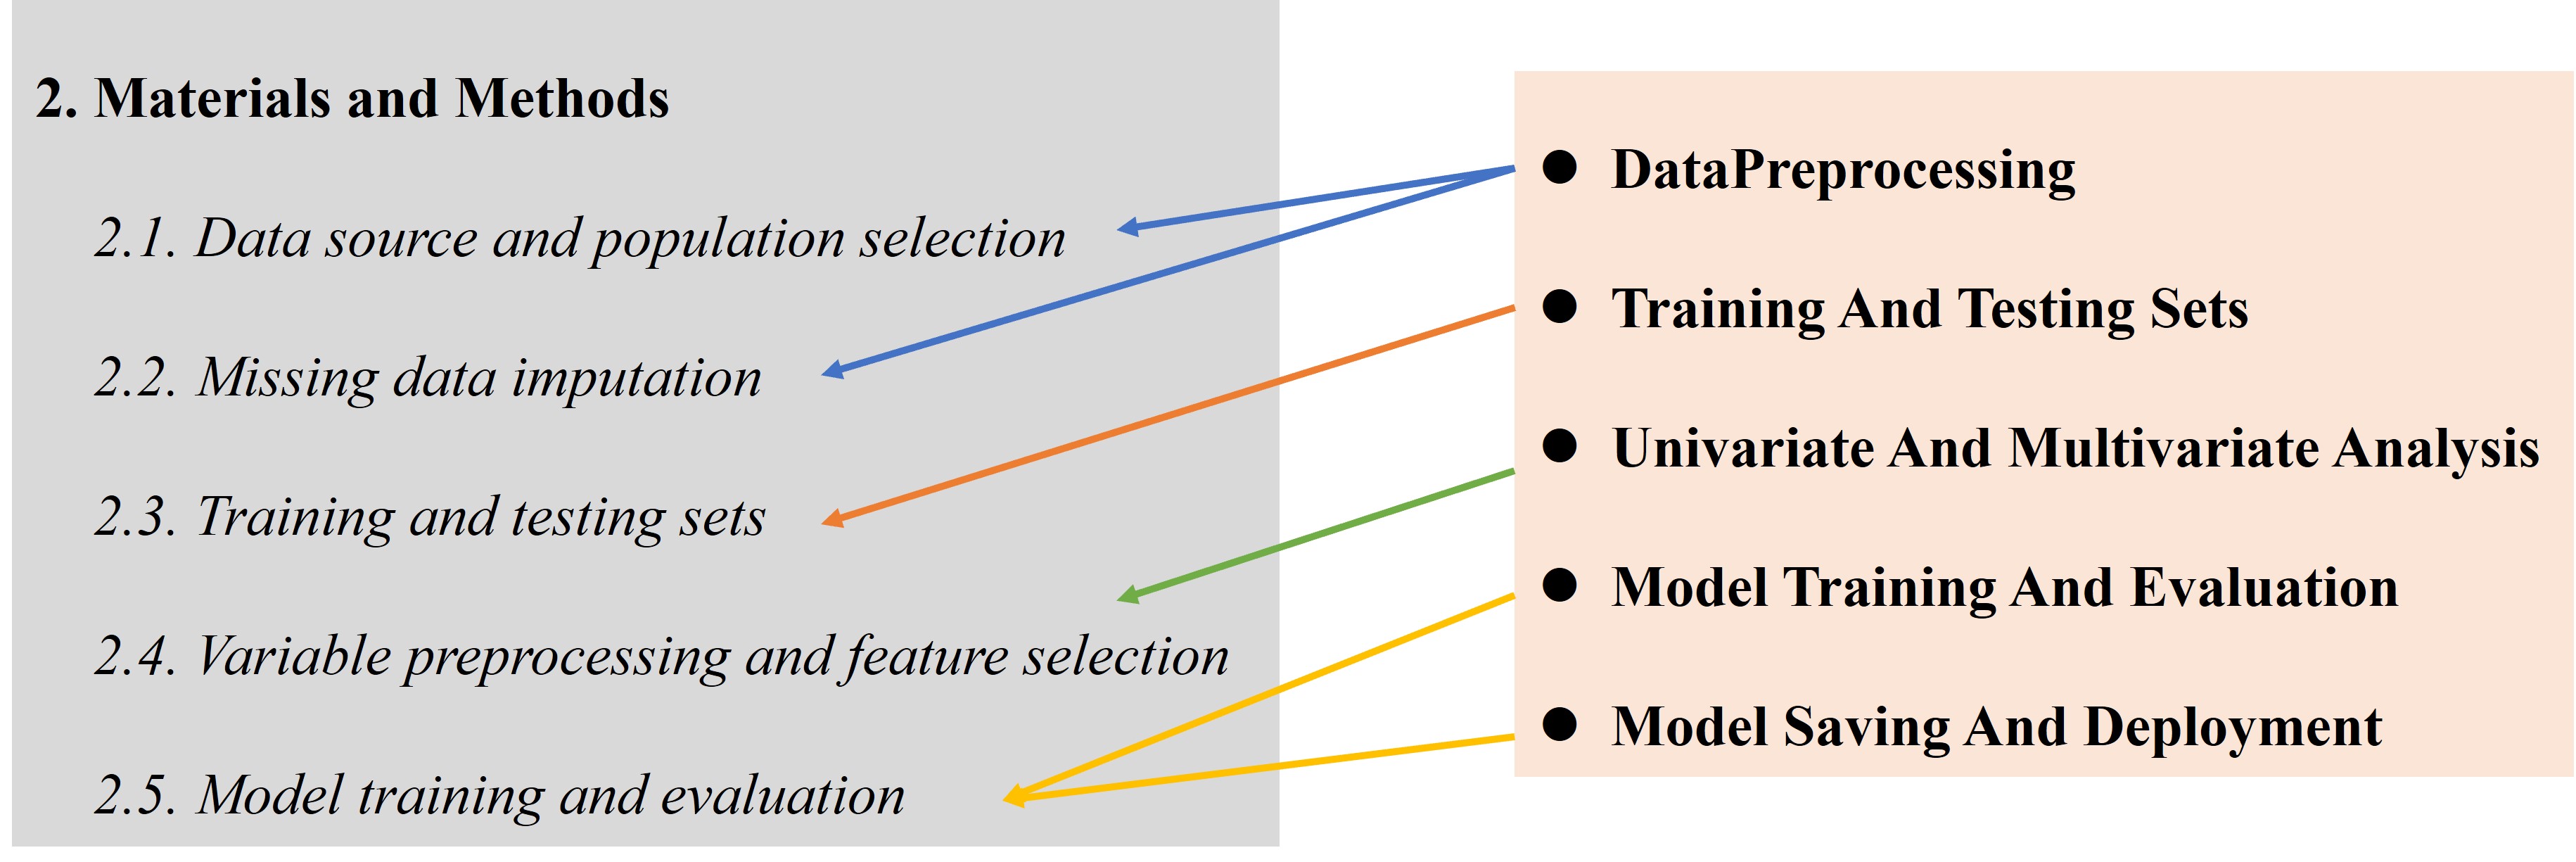 2. Materials and Methods
2.1. Data source and population selection
2.2. Missing data imputation
2.3. Training and testing sets
2.4. Variable preprocessing and feature selection
2.5. Model training and evaluation
● DataPreprocessing
● Training And Testing Sets
● Univariate And Multivariate Analysis
● Model Training And Evaluation
● Model Saving And Deployment